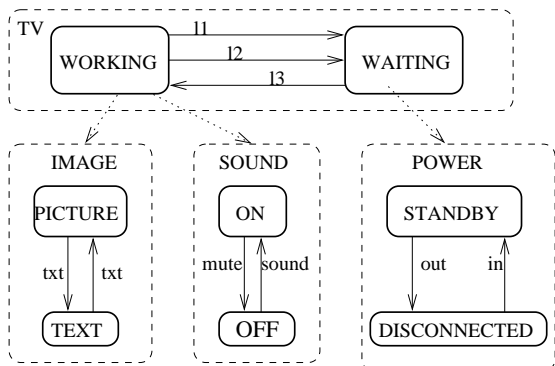 TV
l1
WORKING
l2
WAITING
l3
IMAGE
SOUND
POWER
PICTURE
ON
STANDBY
txt
txt
mute
sound
out
in
TEXT
OFF
DISCONNECTED